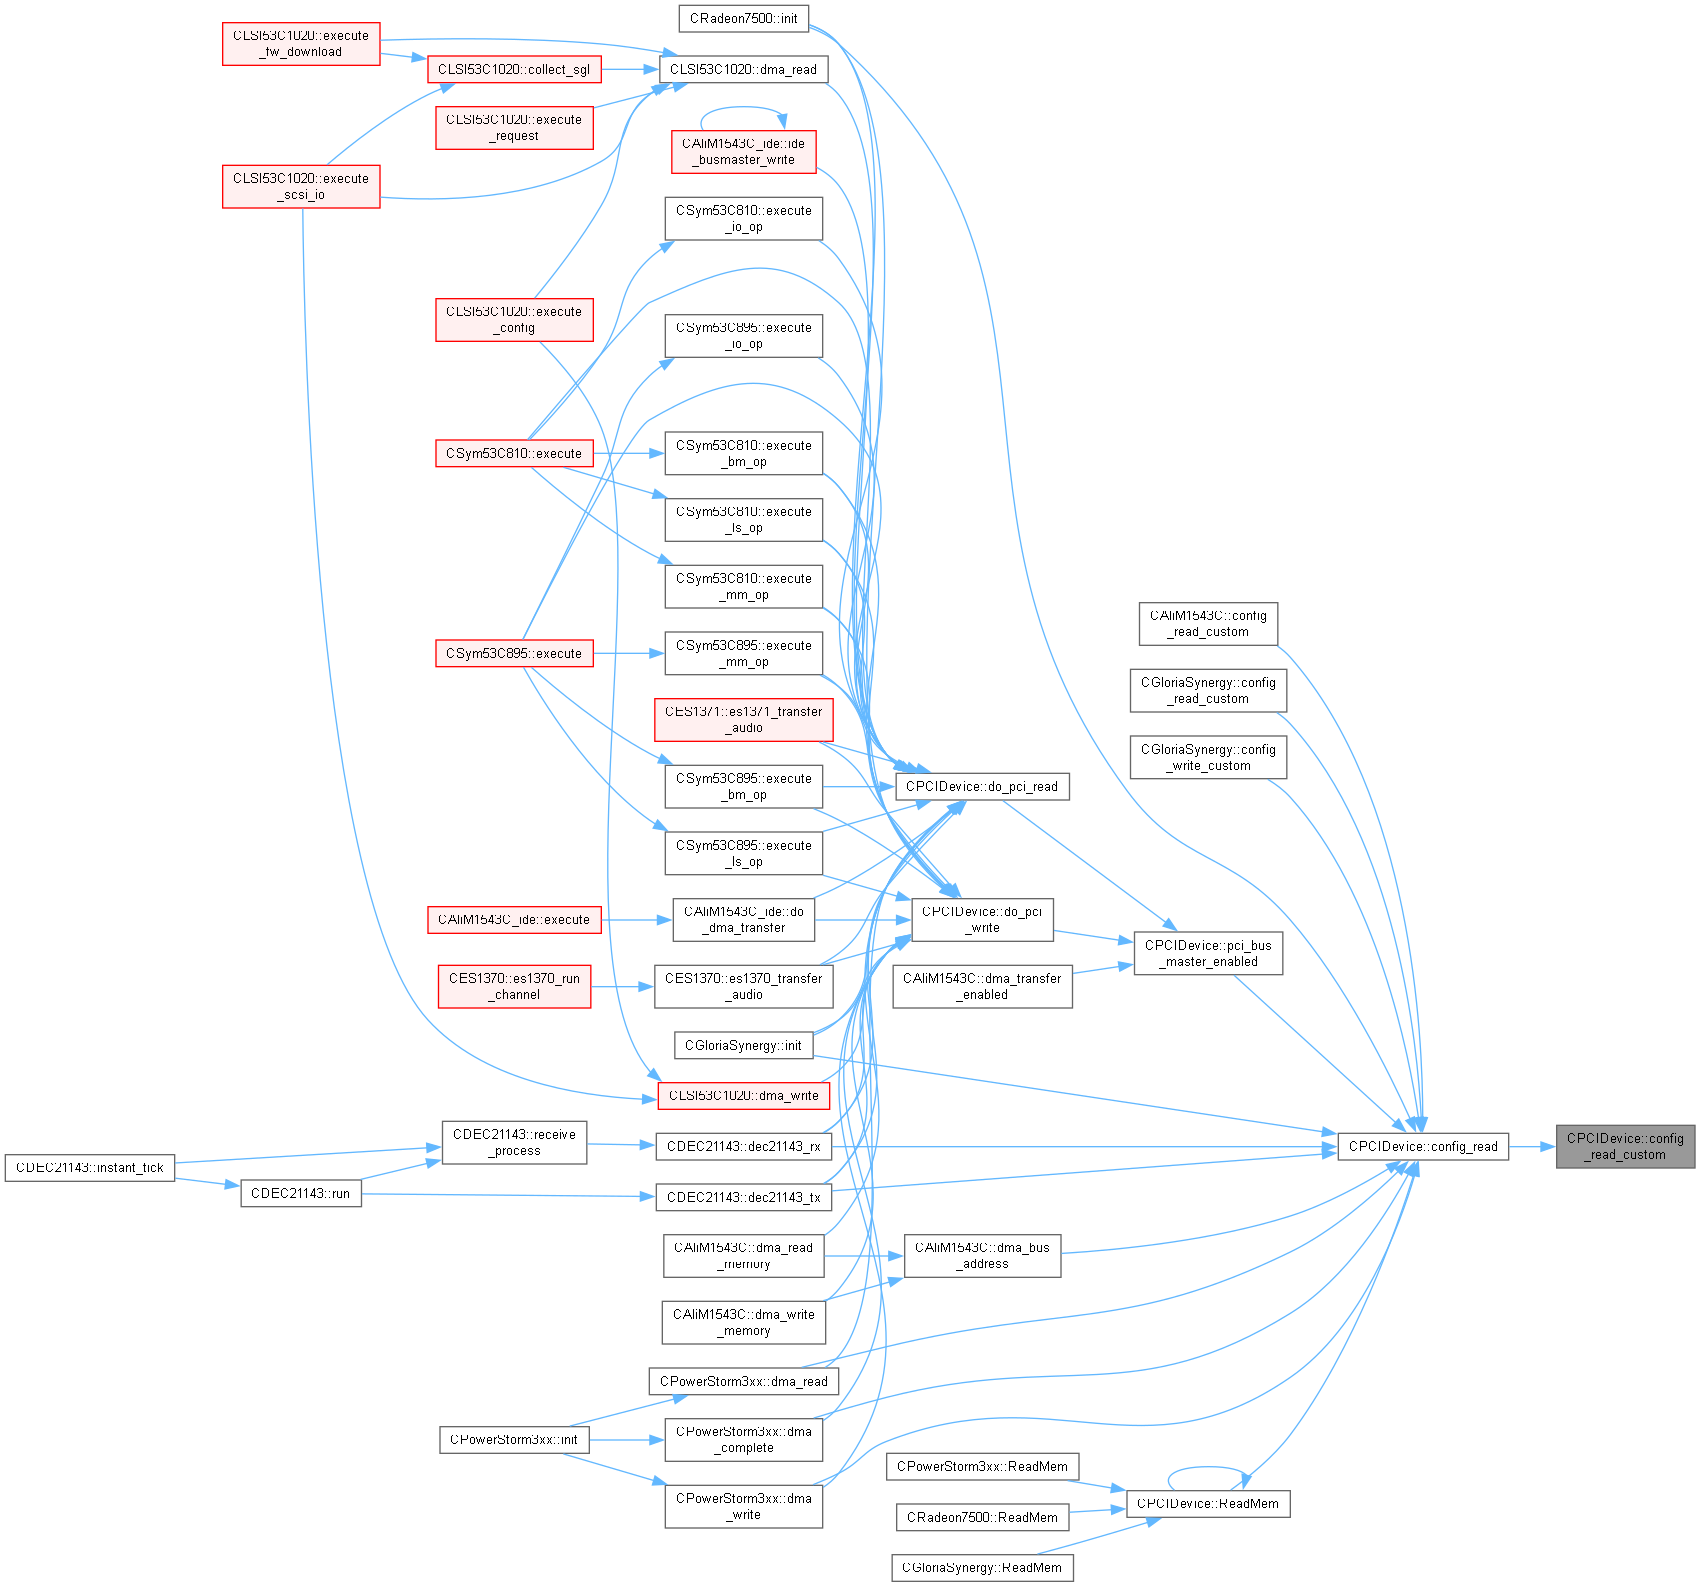 CRadeon7500::init
CLSI53C1020::execute
_fw_download
CLSI53C1020::collect_sgl
CLSI53C1020::dma_read
CLSI53C1020::execute
_request
CAliM1543C_ide::ide
_busmaster_write
CLSI53C1020::execute
_scsi_io
CSym53C810::execute
_io_op
CLSI53C1020::execute
_config
CSym53C895::execute
_io_op
CSym53C810::execute
CSym53C810::execute
_bm_op
CSym53C810::execute
_ls_op
CSym53C810::execute
_mm_op
CSym53C895::execute
CSym53C895::execute
_mm_op
CES1371::es1371_transfer
_audio
CSym53C895::execute
_bm_op
CSym53C895::execute
_ls_op
CAliM1543C_ide::execute
CAliM1543C_ide::do
_dma_transfer
CES1370::es1370_run
_channel
CES1370::es1370_transfer
_audio
CGloriaSynergy::init
CLSI53C1020::dma_write
CDEC21143::receive
_process
CDEC21143::dec21143_rx
CDEC21143::instant_tick
CDEC21143::run
CDEC21143::dec21143_tx
CAliM1543C::dma_read
_memory
CAliM1543C::dma_write
_memory
CPowerStorm3xx::dma_read
CPowerStorm3xx::init
CPowerStorm3xx::dma
_complete
CPowerStorm3xx::dma
_write
CPCIDevice::do_pci_read
CPCIDevice::do_pci
_write
CAliM1543C::dma_transfer
_enabled
CAliM1543C::dma_bus
_address
CPowerStorm3xx::ReadMem
CRadeon7500::ReadMem
CGloriaSynergy::ReadMem
CAliM1543C::config
_read_custom
CGloriaSynergy::config
_read_custom
CGloriaSynergy::config
_write_custom
CPCIDevice::pci_bus
_master_enabled
CPCIDevice::ReadMem
CPCIDevice::config_read
CPCIDevice::config
_read_custom